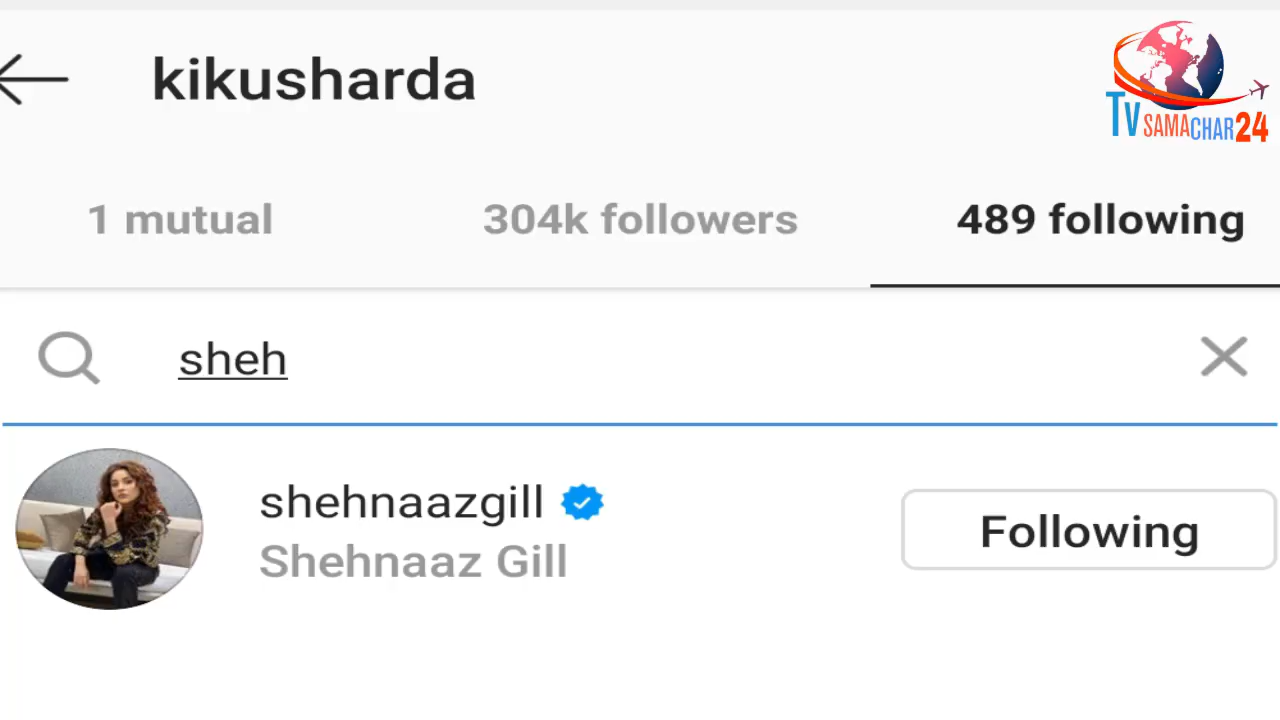 kikusharda
TV SAMACHAR24
1 mutual
304k followers
489 following
sheh
shehnaazgill
Shehnaaz Gill
Following